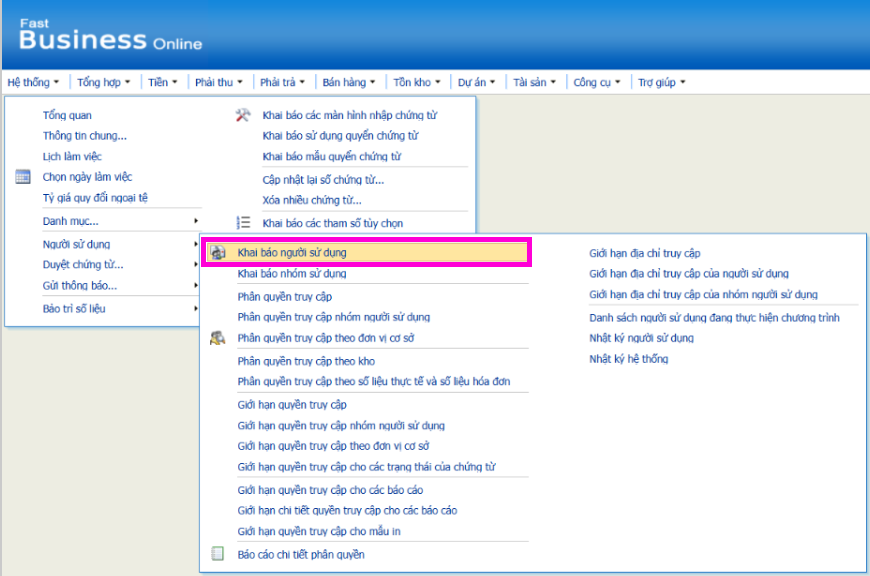 Fast
Business Online
Hệ thống Tổng hợp Tiền Phải thu Phải trả Bán hàng Tồn kho Dự án Tài sản Công cụ Trợ giúp
Tổng quan
Thông tin chung...
Lịch làm việc
Chọn ngày làm việc
Tỷ giá quy đổi ngoại tệ
Danh mục...
Người sử dụng
Duyệt chứng từ...
Gửi thông báo...
Bảo trì số liệu
Khai báo các màn hình nhập chứng từ
Khai báo sử dụng quyển chứng từ
Khai báo mẫu quyển chứng từ
Cập nhật lại số chứng từ...
Xóa nhiều chứng từ...
Khai báo các tham số tùy chọn
Khai báo người sử dụng
Khai báo nhóm sử dụng
Phân quyền truy cập
Phân quyền truy cập nhóm người sử dụng
Phân quyền truy cập theo đơn vị cơ sở
Phân quyền truy cập theo kho
Phân quyền truy cập theo số liệu thực tế và số liệu hóa đơn
Giới hạn quyền truy cập
Giới hạn quyền truy cập nhóm người sử dụng
Giới hạn quyền truy cập theo đơn vị cơ sở
Giới hạn quyền truy cập cho các trạng thái của chứng từ
Giới hạn quyền truy cập cho các báo cáo
Giới hạn chi tiết quyền truy cập cho các báo cáo
Giới hạn quyền truy cập cho mẫu in
Báo cáo chi tiết phân quyền
Giới hạn địa chỉ truy cập
Giới hạn địa chỉ truy cập của người sử dụng
Giới hạn địa chỉ truy cập của nhóm người sử dụng
Danh sách người sử dụng đang thực hiện chương trình
Nhật ký người sử dụng
Nhật ký hệ thống